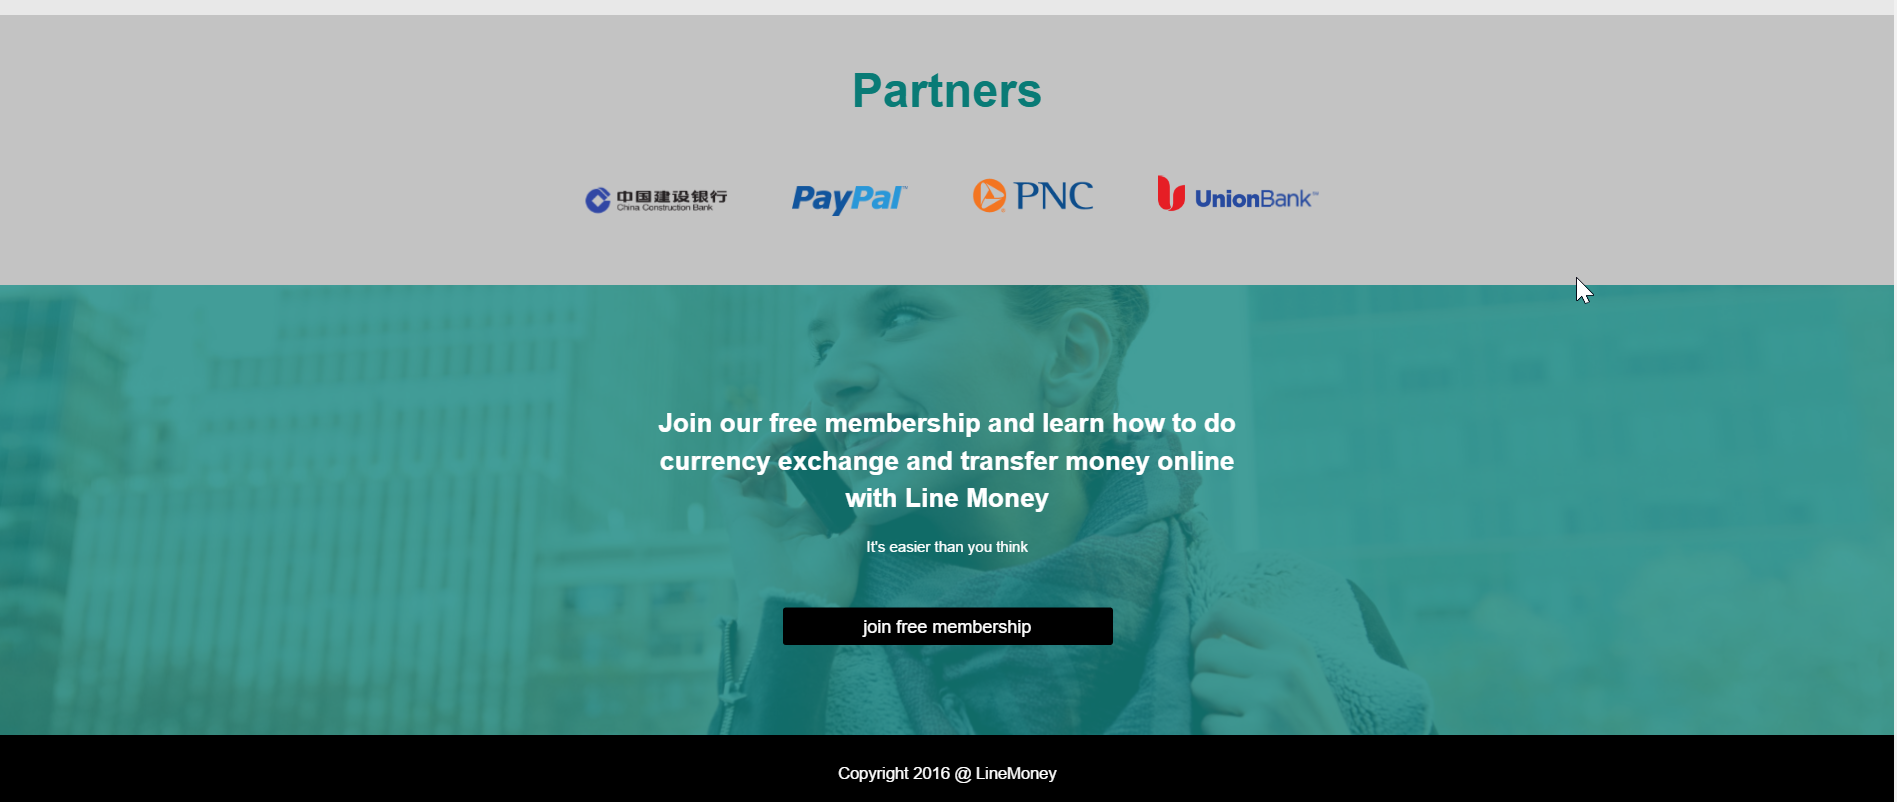 Partners
中国建设银行
China Construction Bank
PayPal™
PNC
UnionBank™
Join our free membership and learn how to do
currency exchange and transfer money online
with Line Money
It's easier than you think
join free membership
Copyright 2016 @ LineMoney